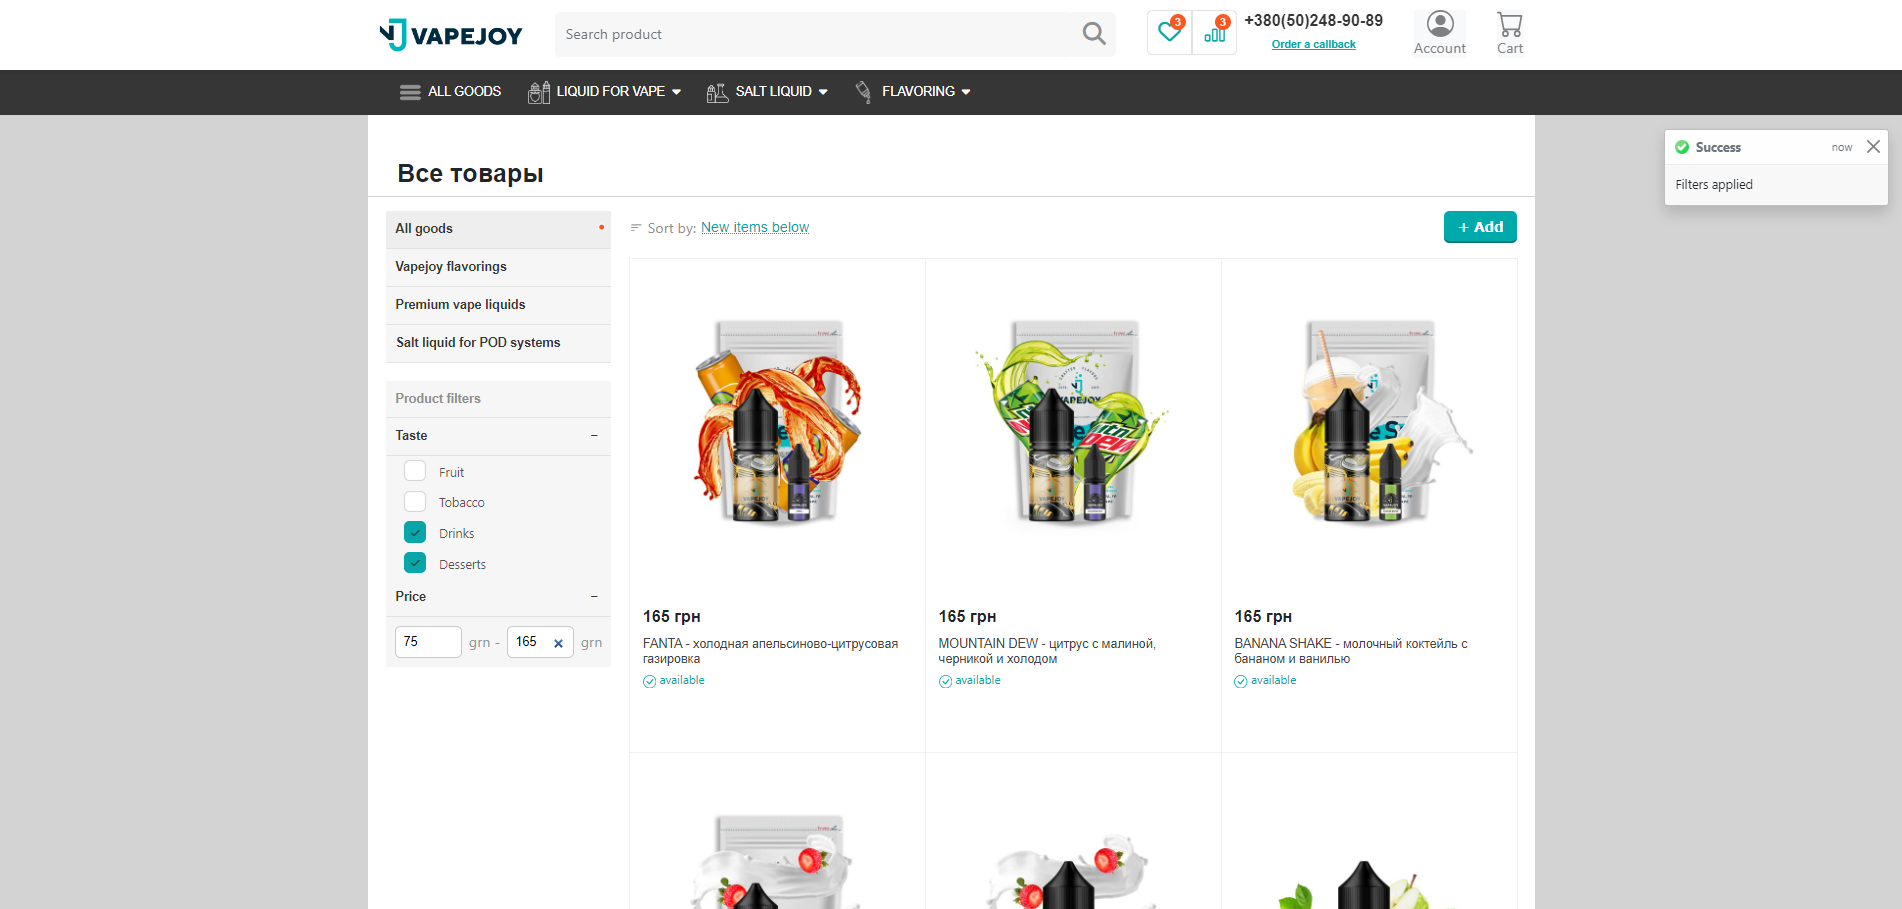 VAPEJOY
Search product
3
3
+380(50)248-90-89
Order a callback
Account
Cart
ALL GOODS
LIQUID FOR VAPE
SALT LIQUID
FLAVORING
Success
now
Filters applied
Все товары
All goods
Vapejoy flavorings
Premium vape liquids
Salt liquid for POD systems
Product filters
Taste
Fruit
Tobacco
Drinks
Desserts
Price
75 grn - 165 grn
Sort by: New items below
+ Add
VAPEJOY
165 грн
FANTA - холодная апельсиново-цитрусовая
газировка
available
165 грн
MOUNTAIN DEW - цитрус с малиной,
черникой и холодом
available
165 грн
BANANA SHAKE - молочный коктейль с
бананом и ванилью
available